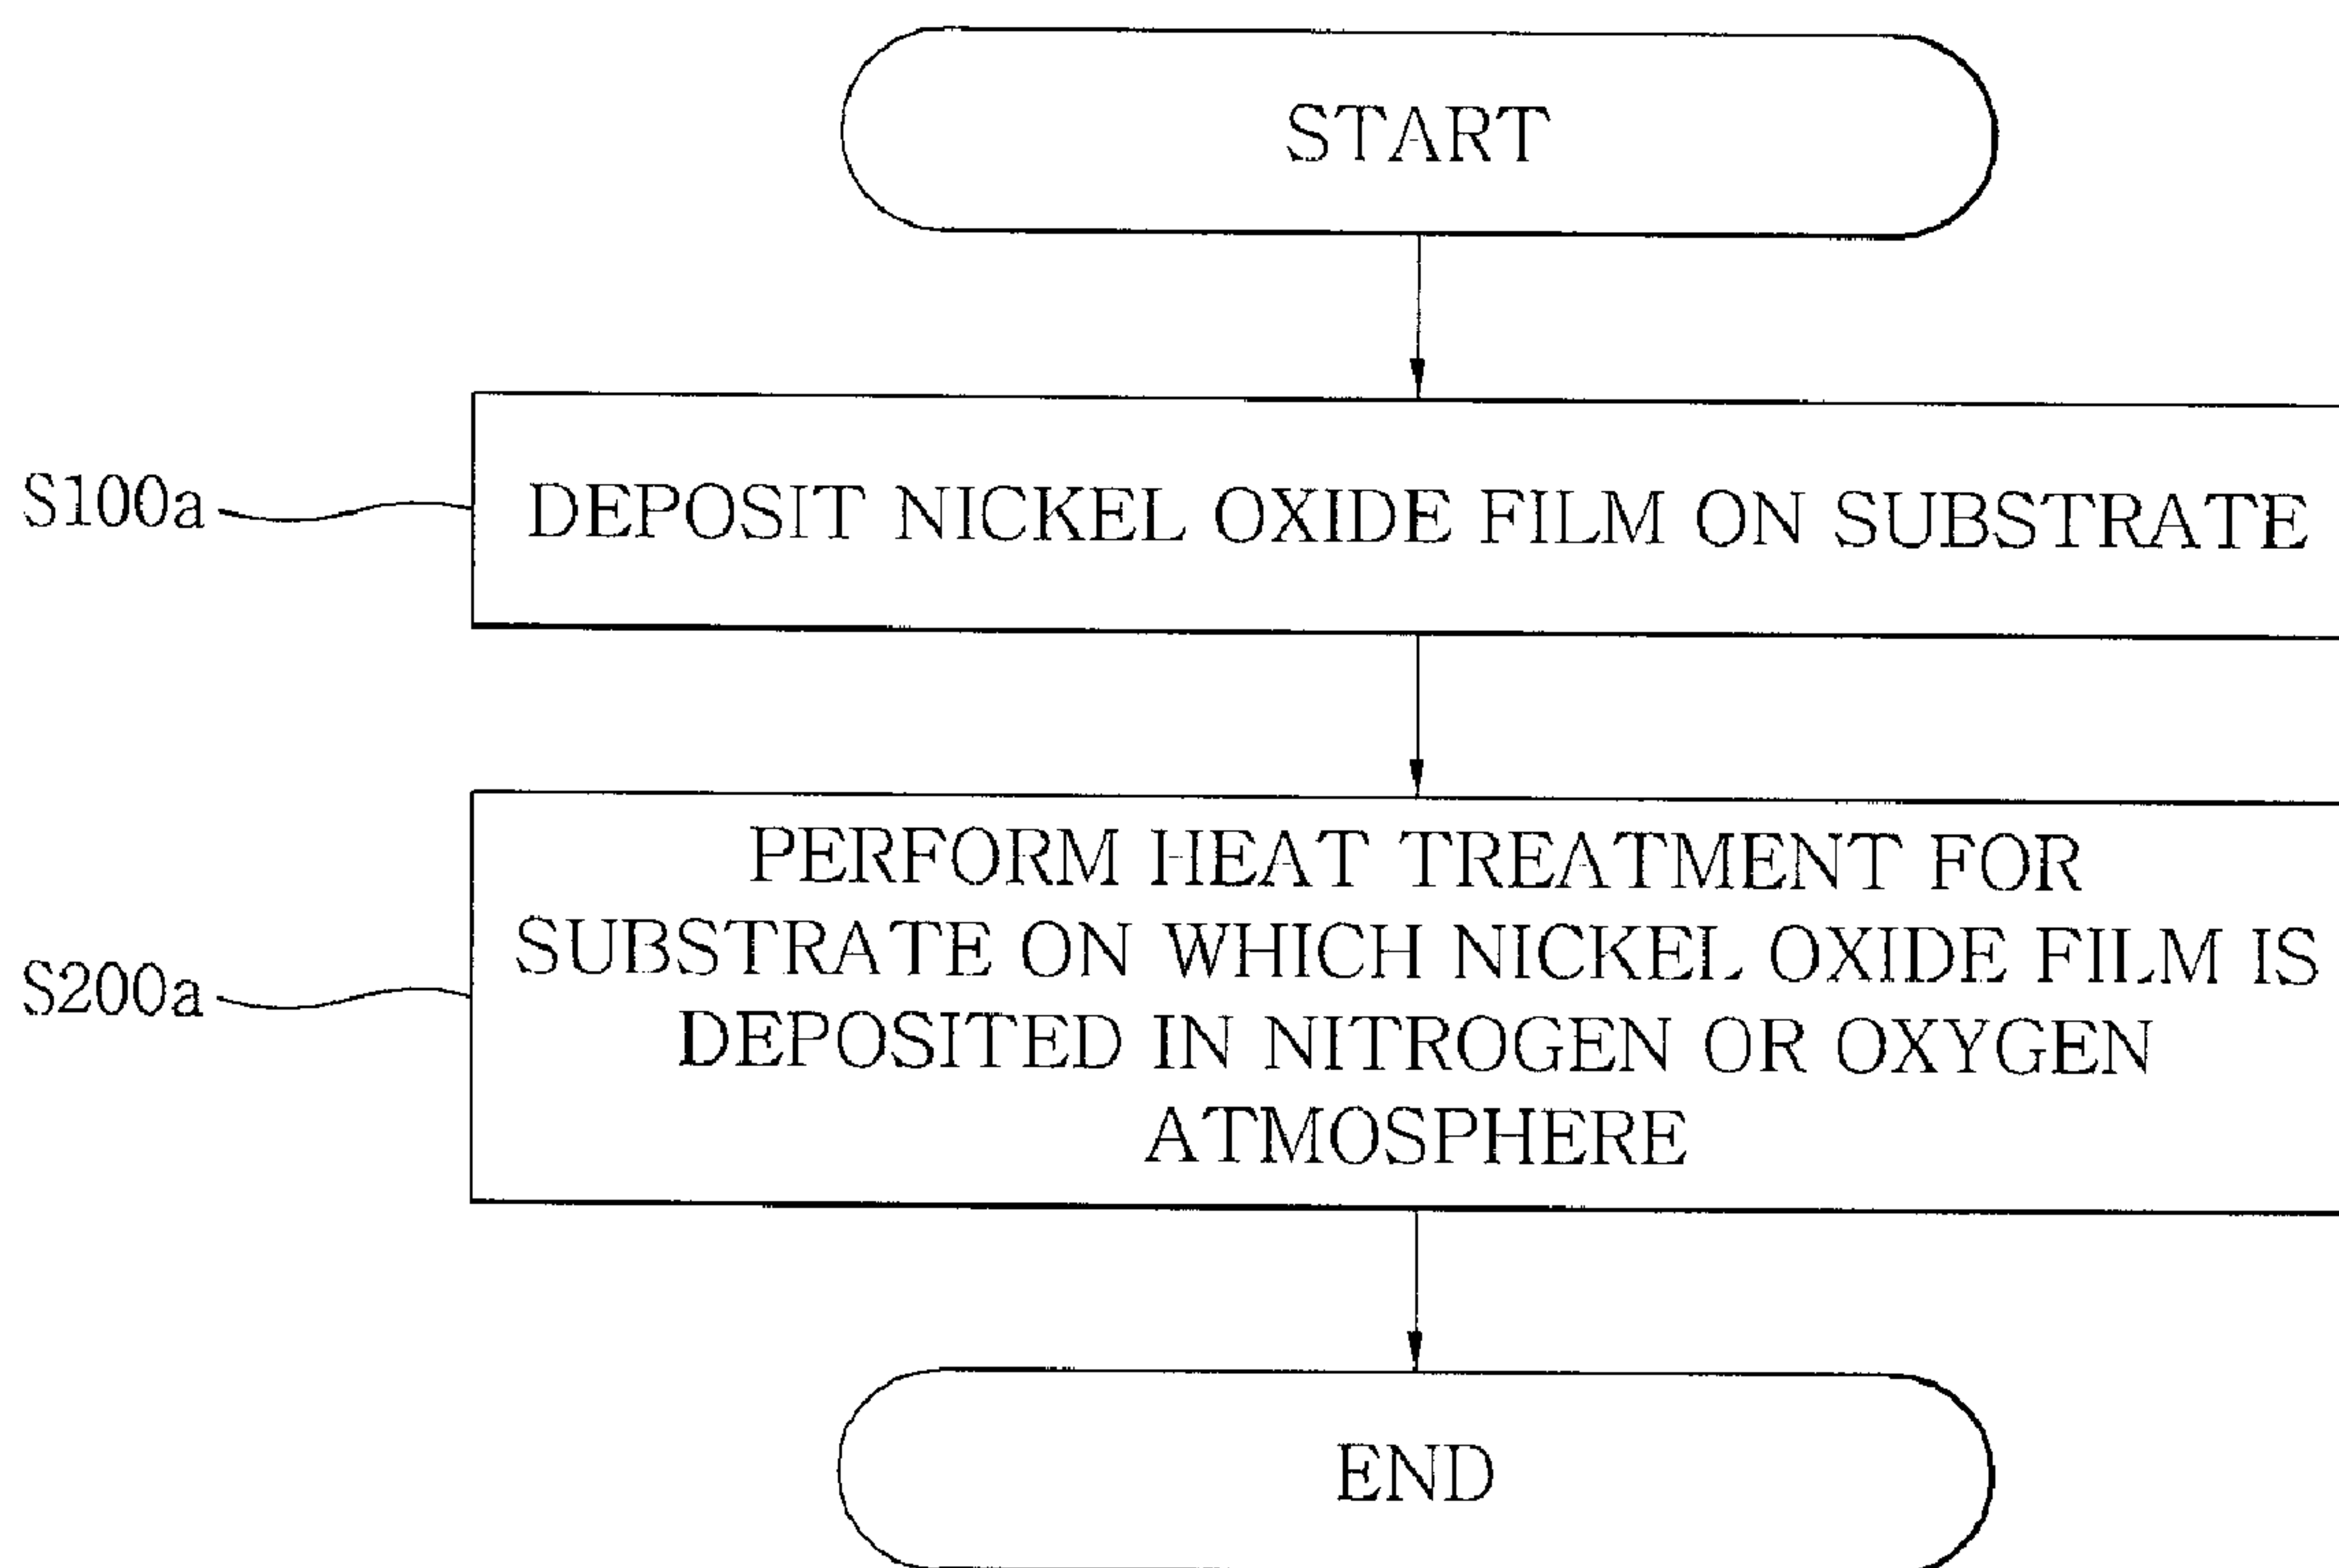 START
S100a
DEPOSIT NICKEL OXIDE FILM ON SUBSTRATE
S200a
PERFORM HEAT TREATMENT FOR
SUBSTRATE ON WHICH NICKEL OXIDE FILM IS
DEPOSITED IN NITROGEN OR OXYGEN
ATMOSPHERE
END